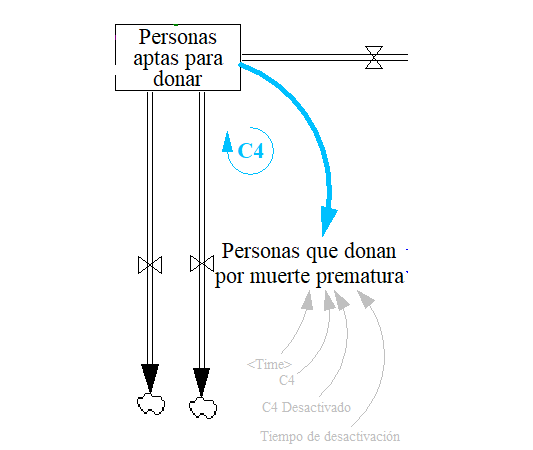 Personas
aptas para
donar
C4
Personas que donan
por muerte prematura
<Time>
C4
C4 Desactivado
Tiempo de desactivación